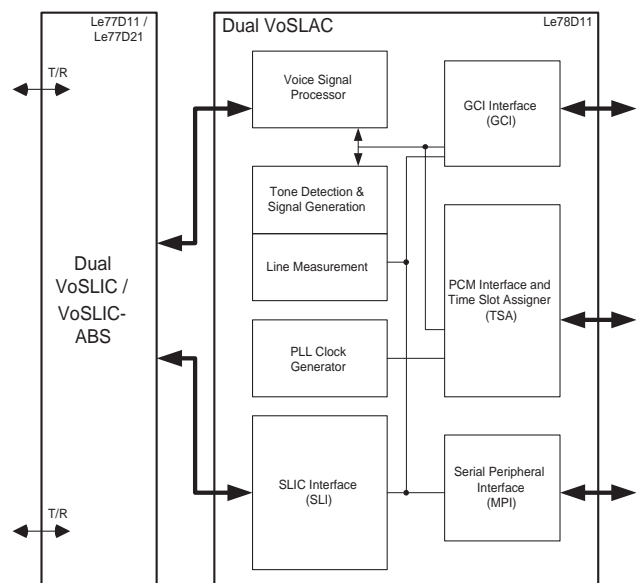 Le77D11 /
Le77D21
Dual VoSLAC
Le78D11
T/R
Voice Signal
Processor
GCI Interface
(GCI)
Tone Detection &
Signal Generation
Line Measurement
Dual
VoSLIC /
VoSLIC-
ABS
PCM Interface and
Time Slot Assigner
(TSA)
PLL Clock
Generator
SLIC Interface
(SLI)
Serial Peripheral
Interface
(MPI)
T/R